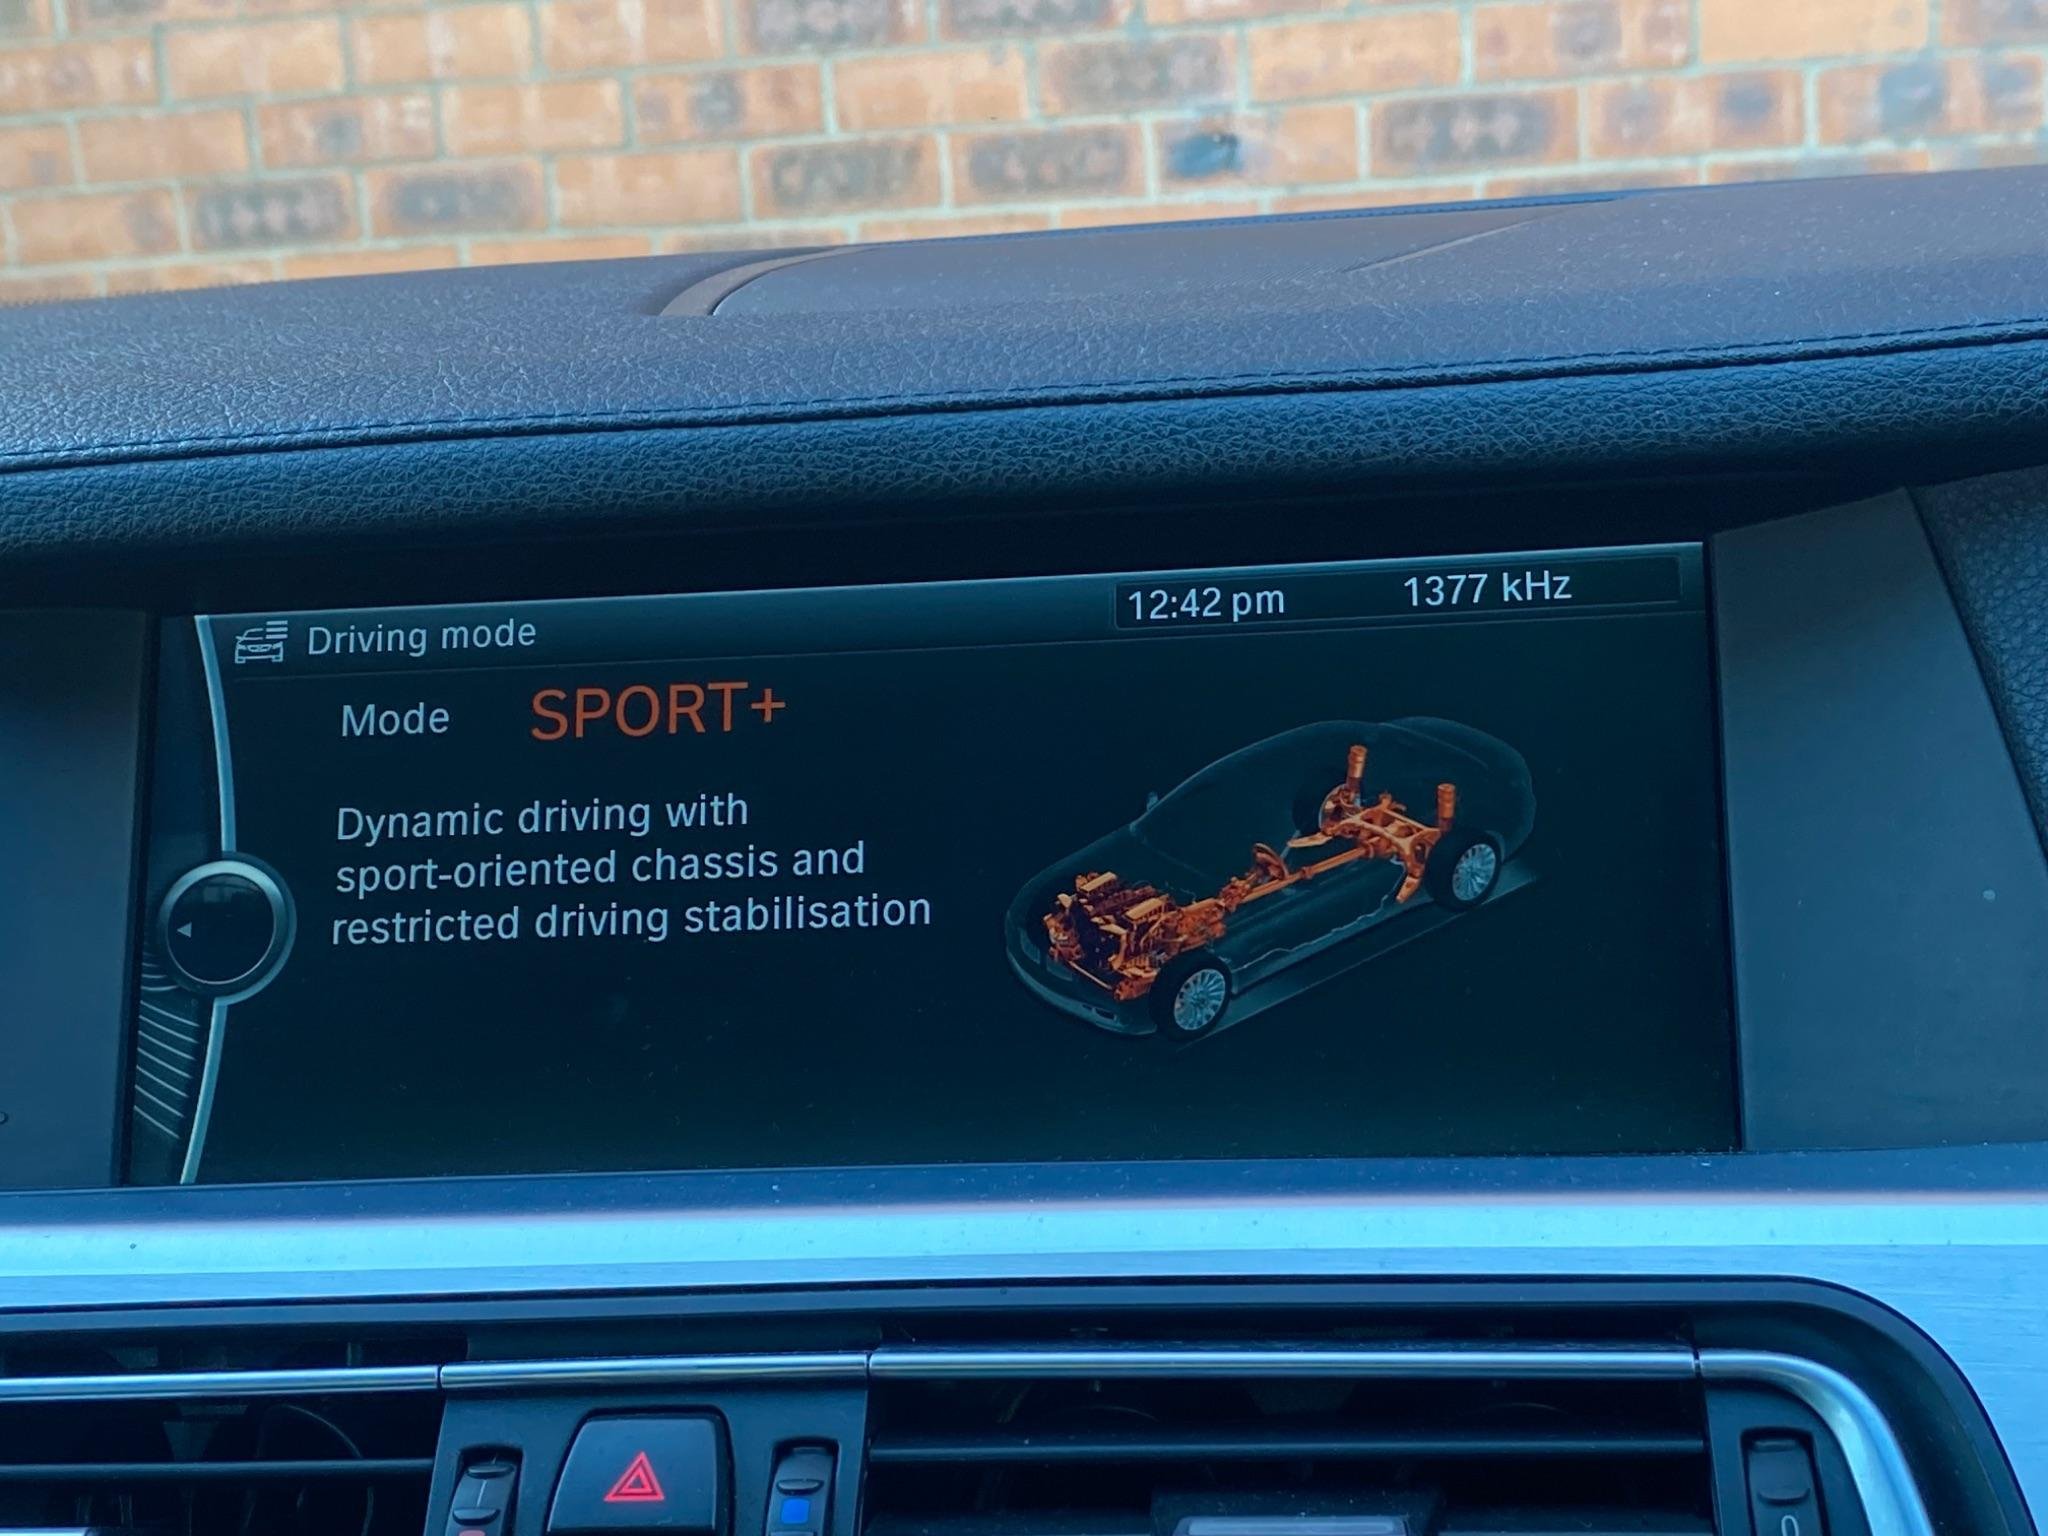 12:42 pm 1377 kHz
Driving mode
Mode SPORT+
Dynamic driving with
sport-oriented chassis and
restricted driving stabilisation
0